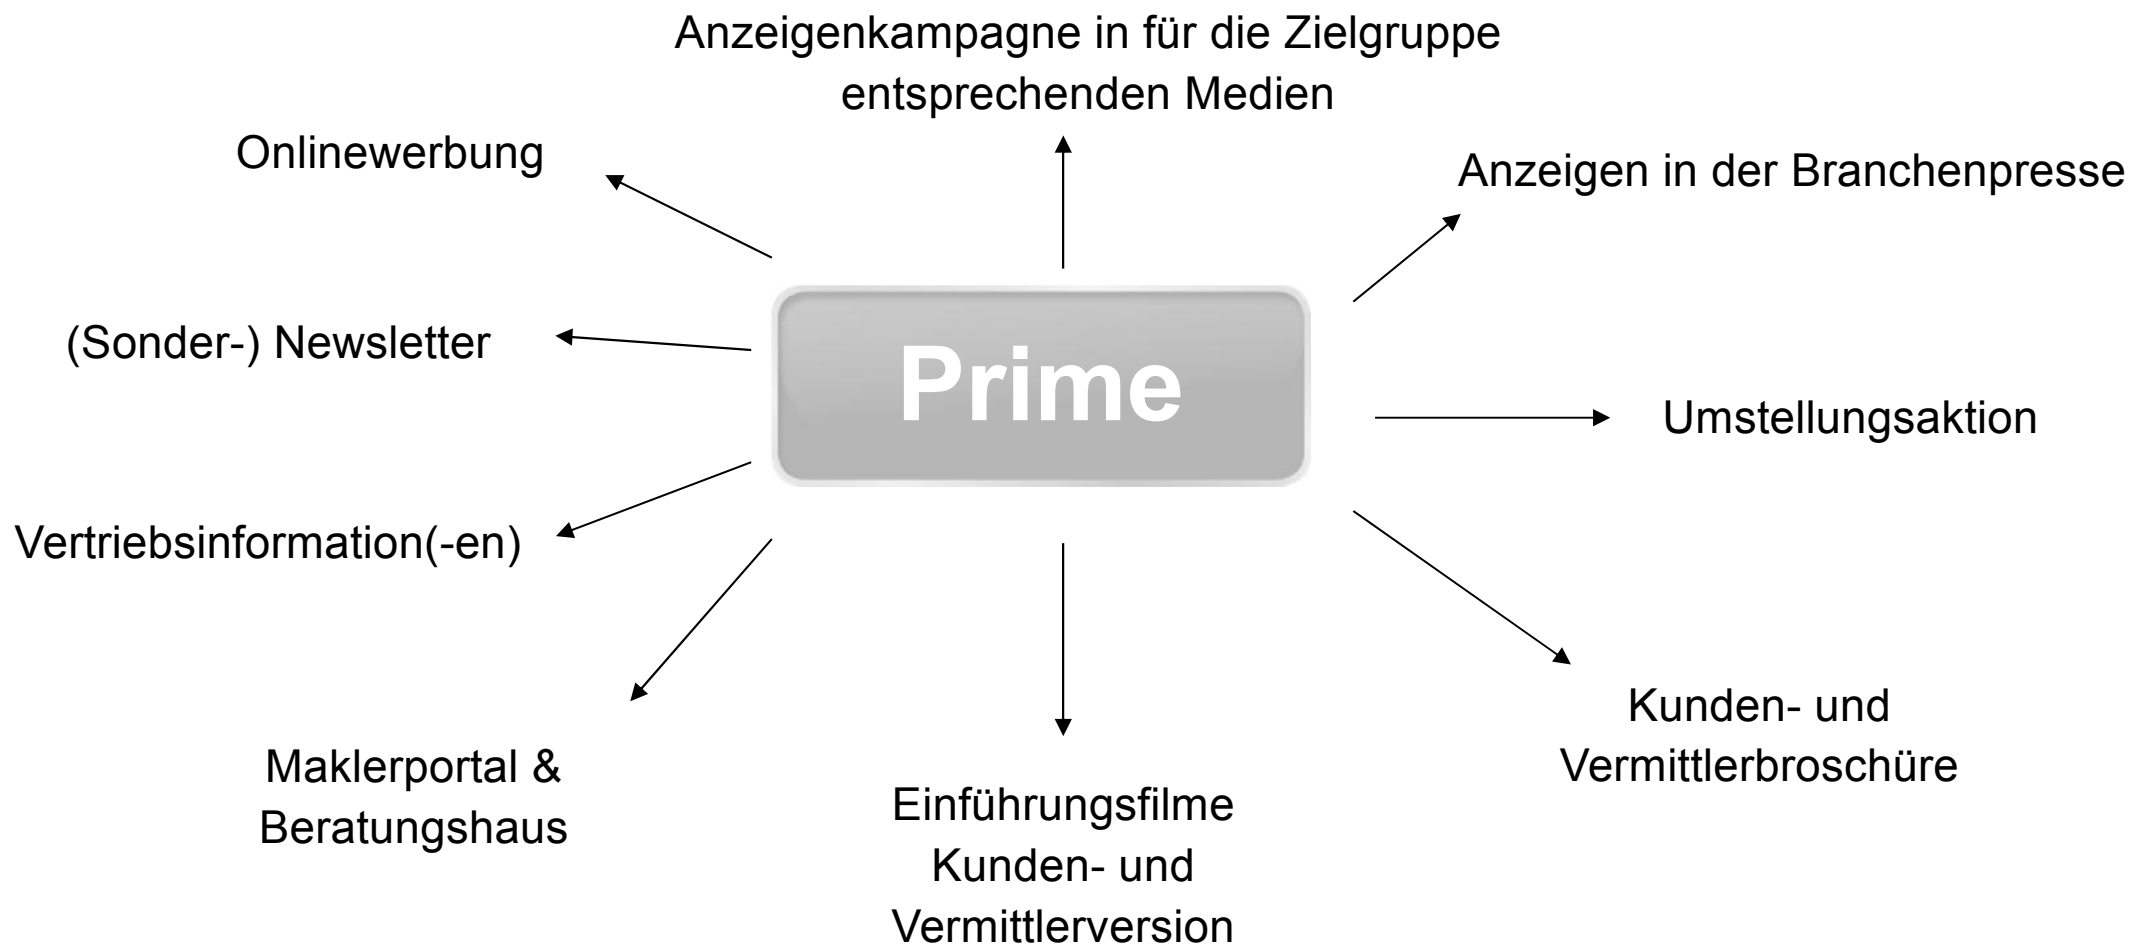 Anzeigenkampagne in für die Zielgruppe
entsprechenden Medien
Onlinewerbung
Anzeigen in der Branchenpresse
(Sonder-) Newsletter
Prime
Umstellungsaktion
Vertriebsinformation(-en)
Kunden- und
Vermittlerbroschüre
Maklerportal &
Beratungshaus
Einführungsfilme
Kunden- und
Vermittlerversion